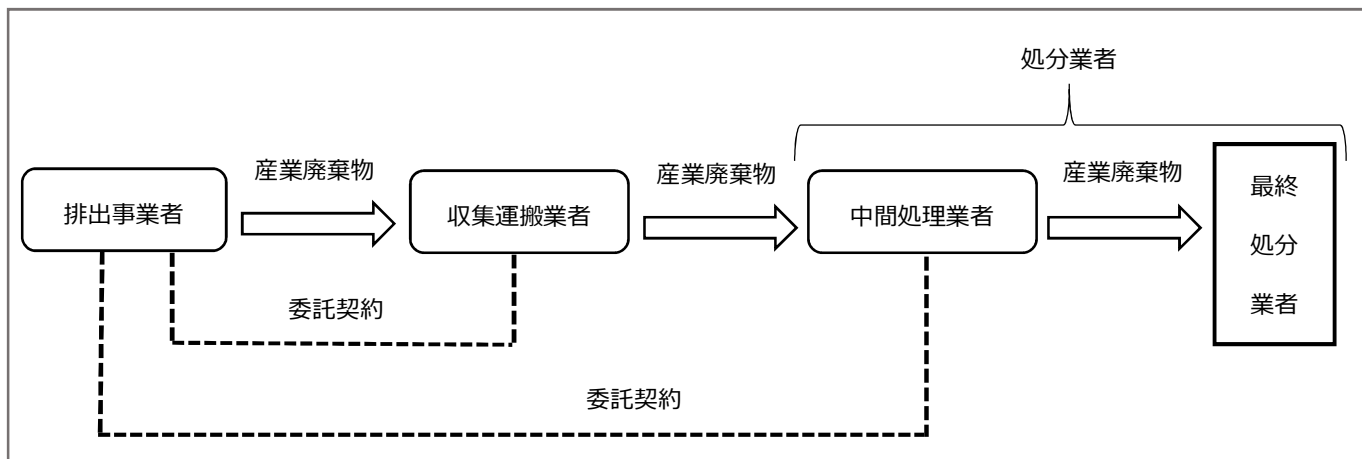 処分業者
産業廃棄物
産業廃棄物
産業廃棄物
排出事業者
収集運搬業者
中間処理業者
最終
処分
業者
委託契約
委託契約